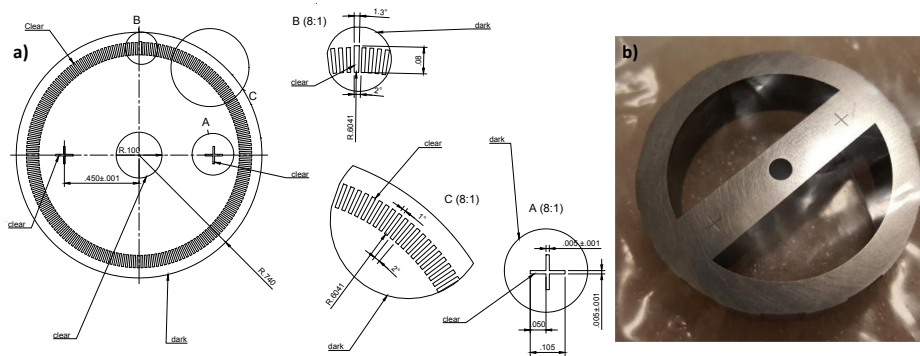 a)
Clear
B
C
A
R.100
.450±.001
clear
clear
clear
dark
R.740
B (8:1)
1.3°
dark
clear
.08
2°
R.6041
clear
C (8:1)
1°
2°
R.6041
dark
A (8:1)
dark
.005±.001
clear
.050
.105
.005±.001
b)